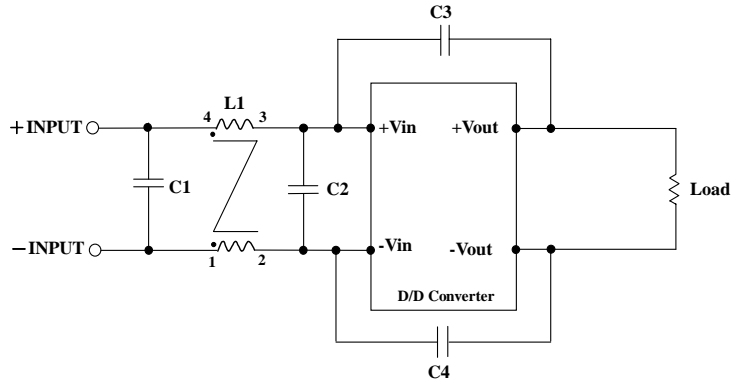 C3
L1
4
3
+INPUT
+Vin
+Vout
C1
C2
Load
−INPUT
1
2
-Vin
-Vout
D/D Converter
C4